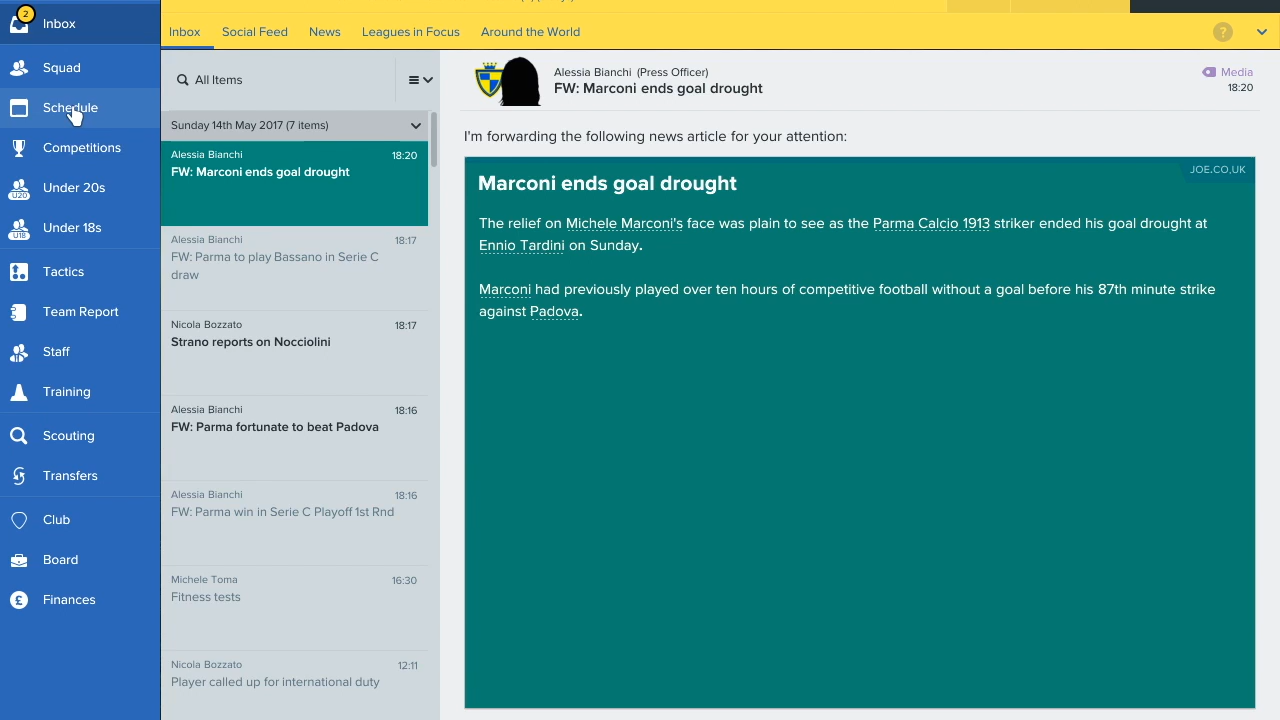 2
Inbox
Squad
Schedule
Competitions
Under 20s
U20
Under 18s
U18
Tactics
Team Report
Staff
Training
Scouting
Transfers
Club
Board
£
Finances
Inbox
Social Feed
News
Leagues in Focus
Around the World
?
All Items
Sunday 14th May 2017 (7 items)
Alessia Bianchi 18:20
FW: Marconi ends goal drought
Alessia Bianchi 18:17
FW: Parma to play Bassano in Serie C
draw
Nicola Bozzato 18:17
Strano reports on Nocciolini
Alessia Bianchi 18:16
FW: Parma fortunate to beat Padova
Alessia Bianchi 18:16
FW: Parma win in Serie C Playoff 1st Rnd
Michele Toma 16:30
Fitness tests
Nicola Bozzato 12:11
Player called up for international duty
Alessia Bianchi (Press Officer)
FW: Marconi ends goal drought
Media
18:20
I'm forwarding the following news article for your attention:
JOE.CO,UK
Marconi ends goal drought
The relief on Michele Marconi's face was plain to see as the Parma Calcio 1913 striker ended his goal drought at
Ennio Tardini on Sunday.
Marconi had previously played over ten hours of competitive football without a goal before his 87th minute strike
against Padova.